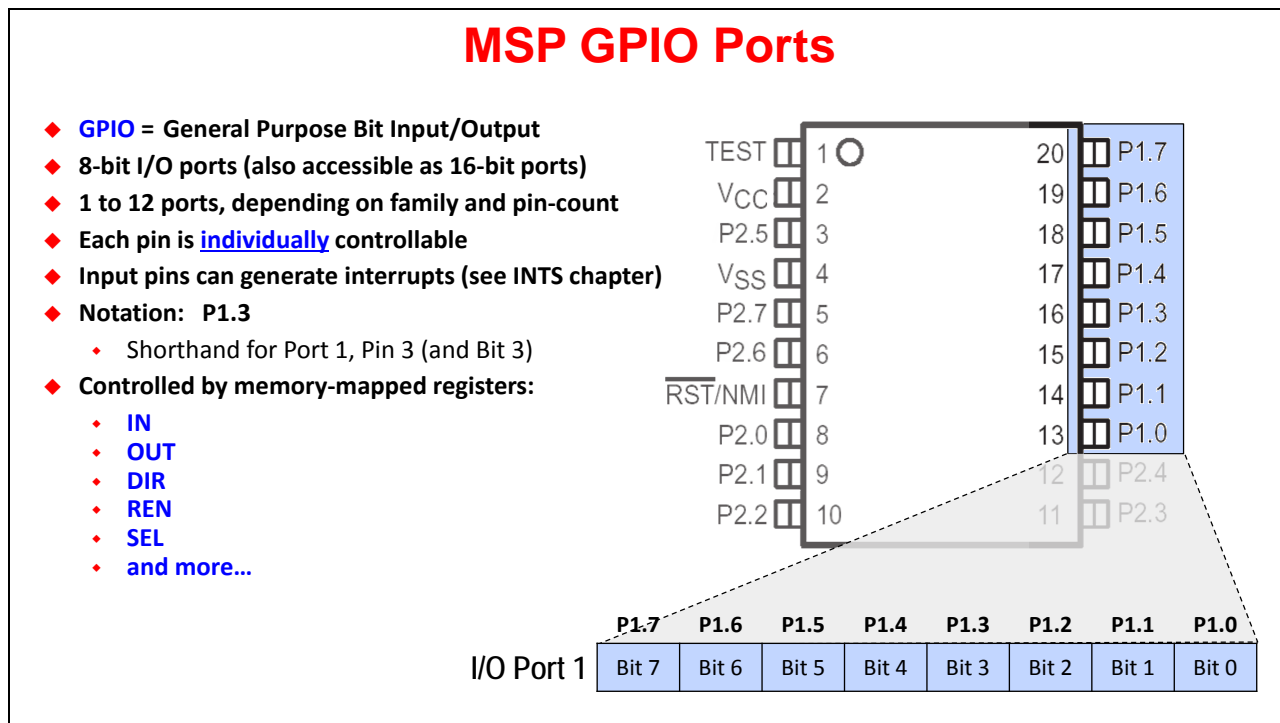 MSP GPIO Ports
GPIO = General Purpose Bit Input/Output
8-bit I/O ports (also accessible as 16-bit ports)
1 to 12 ports, depending on family and pin-count
Each pin is individually controllable
Input pins can generate interrupts (see INTS chapter)
Notation: P1.3
Shorthand for Port 1, Pin 3 (and Bit 3)
Controlled by memory-mapped registers:
IN
OUT
DIR
REN
SEL
and more…
TEST 1 20 P1.7
VCC 2 19 P1.6
P2.5 3 18 P1.5
VSS 4 17 P1.4
P2.7 5 16 P1.3
P2.6 6 15 P1.2
RST/NMI 7 14 P1.1
P2.0 8 13 P1.0
P2.1 9 12 P2.4
P2.2 10 11 P2.3
P1.7 P1.6 P1.5 P1.4 P1.3 P1.2 P1.1 P1.0
I/O Port 1 Bit 7 Bit 6 Bit 5 Bit 4 Bit 3 Bit 2 Bit 1 Bit 0